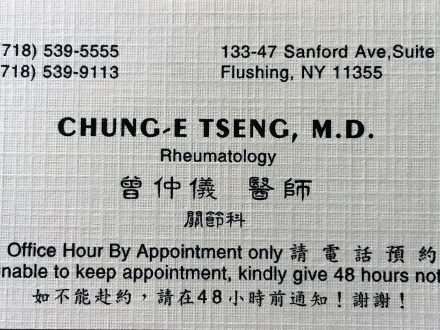 718) 539-5555 133-47 Sanford Ave, Suite
718) 539-9113 Flushing, NY 11355
CHUNG-E TSENG, M.D.
Rheumatology
曾仲儀 醫師
關節科
Office Hour By Appointment only 請電話預約
nable to keep appointment, kindly give 48 hours not
如不能赴約，請在48小時前通知！謝謝！